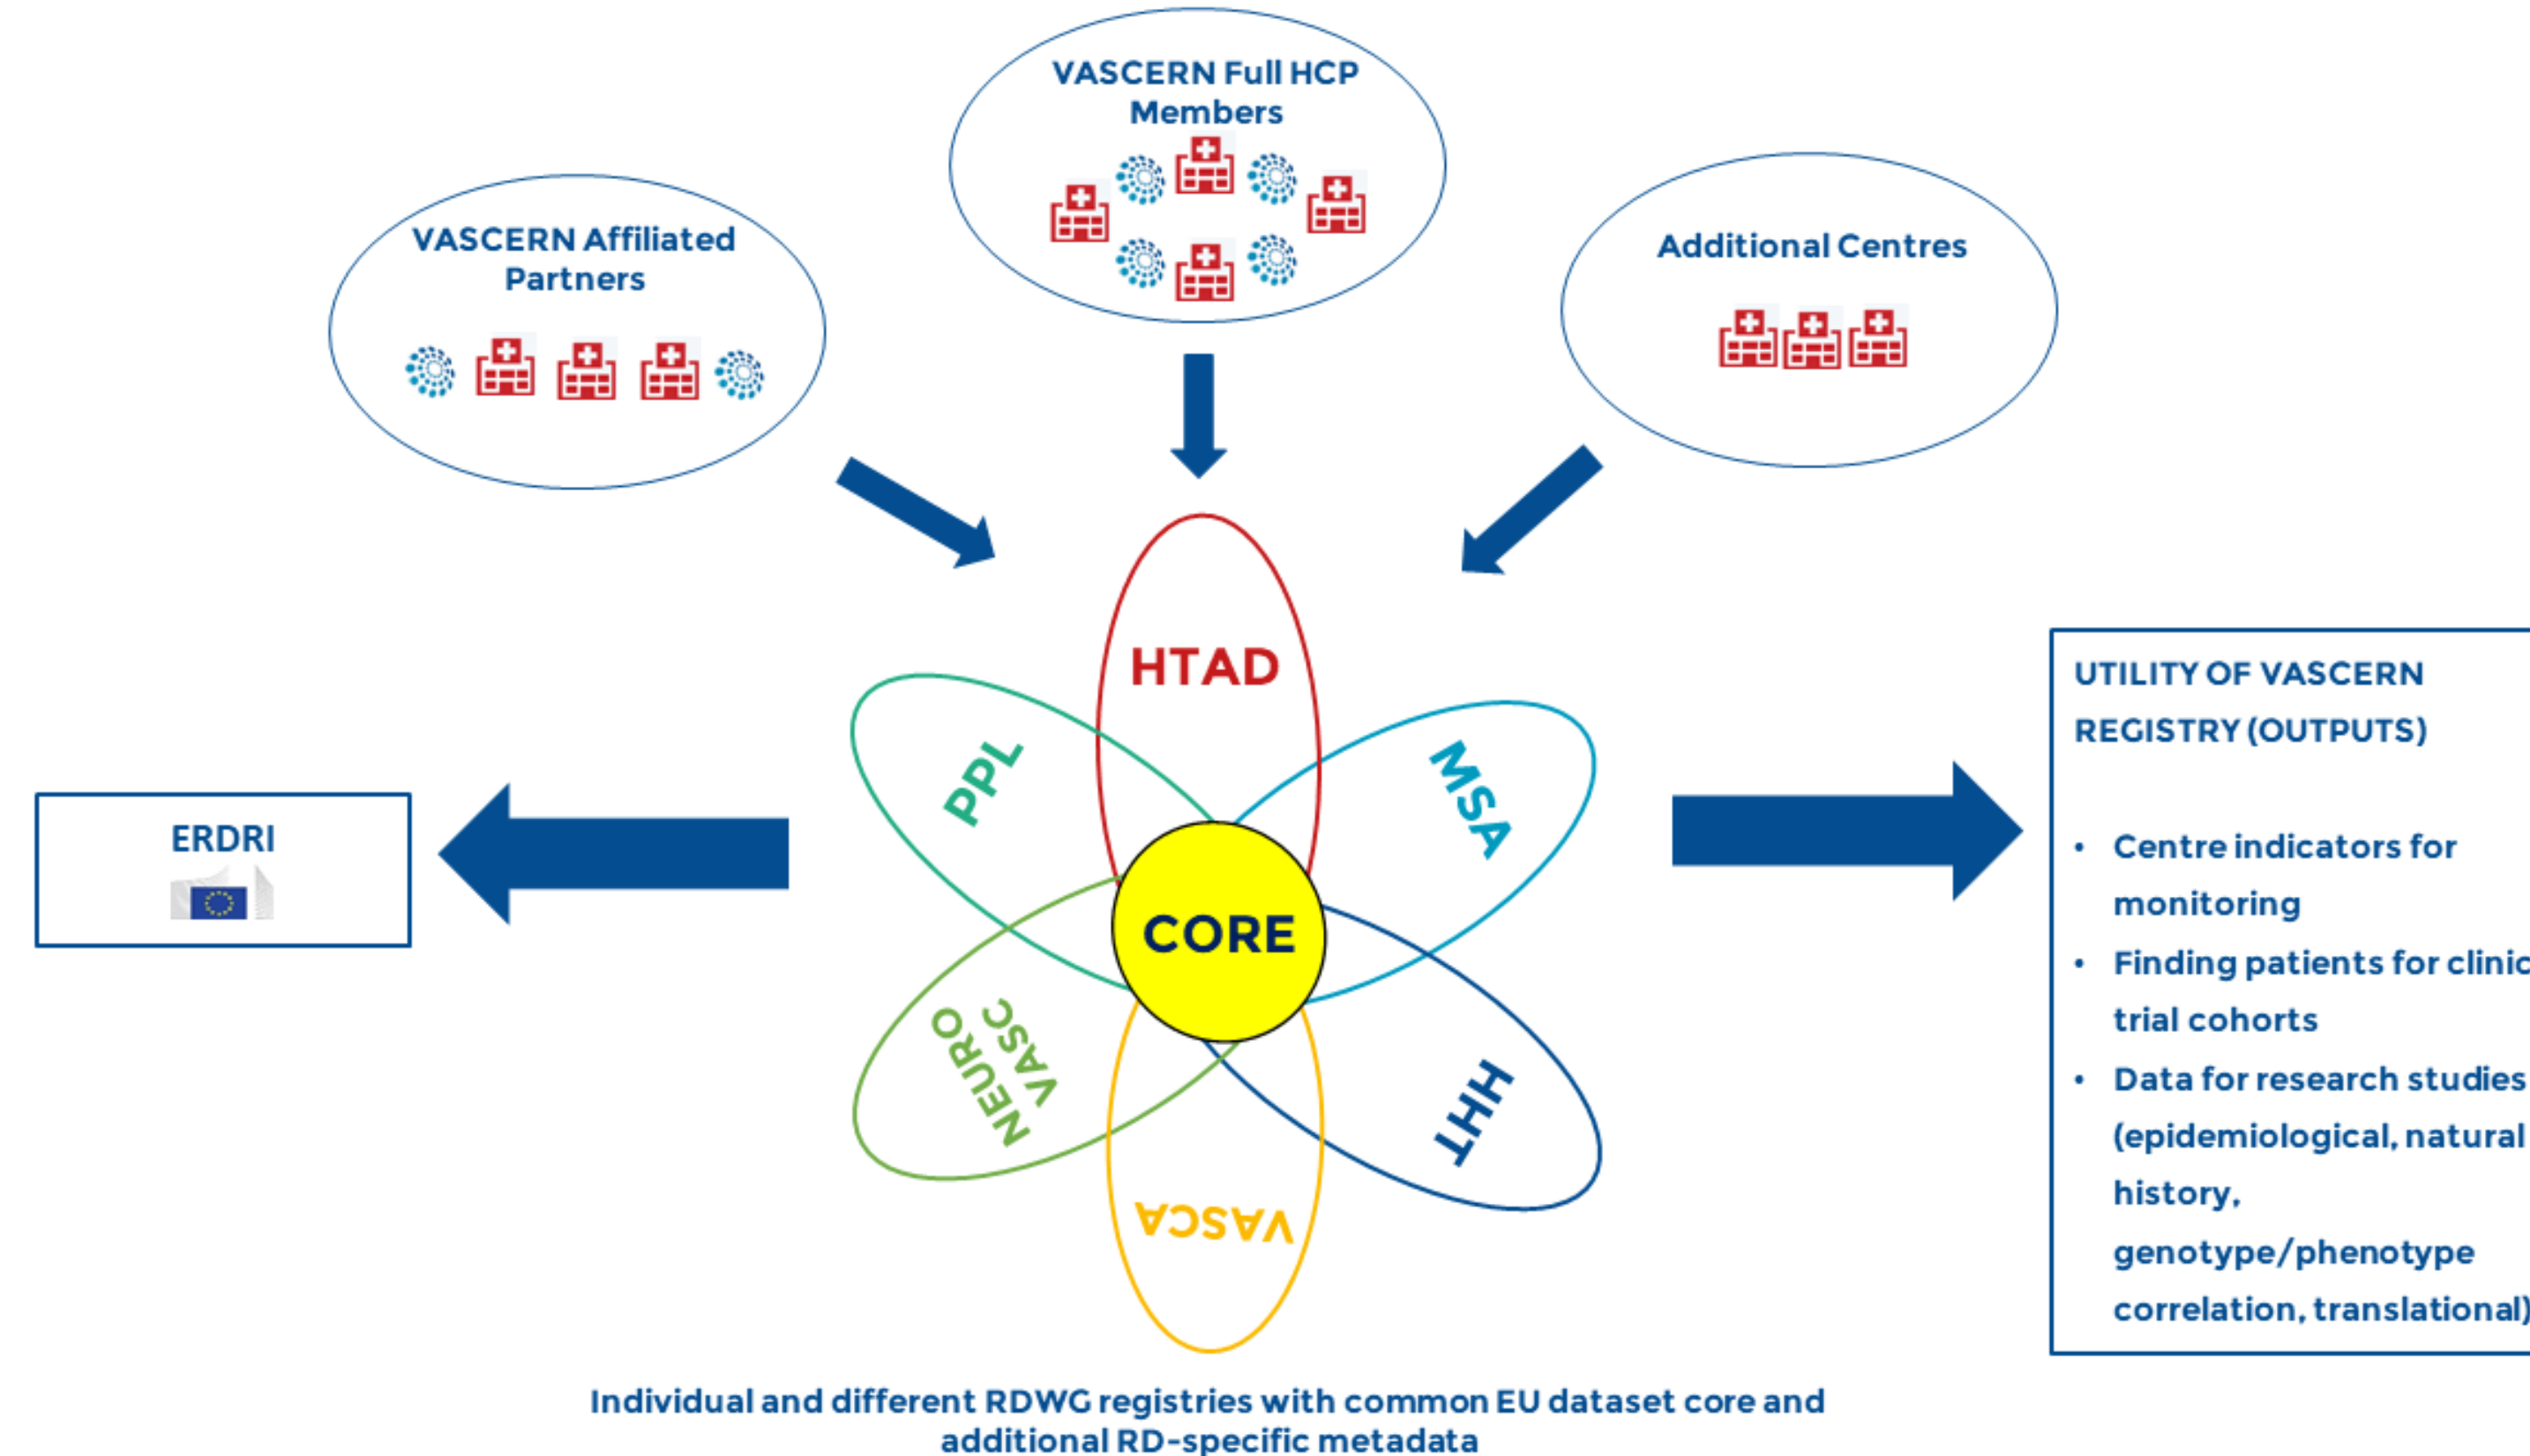 VASCERN Full HCP
Members
VASCERN Affiliated
Partners
Additional Centres
HTAD
PPL
MSA
CORE
NEURO
VASC
HHT
VASCA
ERDRI
UTILITY OF VASCERN
REGISTRY (OUTPUTS)
• Centre indicators for
monitoring
• Finding patients for clinic
trial cohorts
• Data for research studies
(epidemiological, natural
history,
genotype/phenotype
correlation, translational)
Individual and different RDWG registries with common EU dataset core and
additional RD-specific metadata